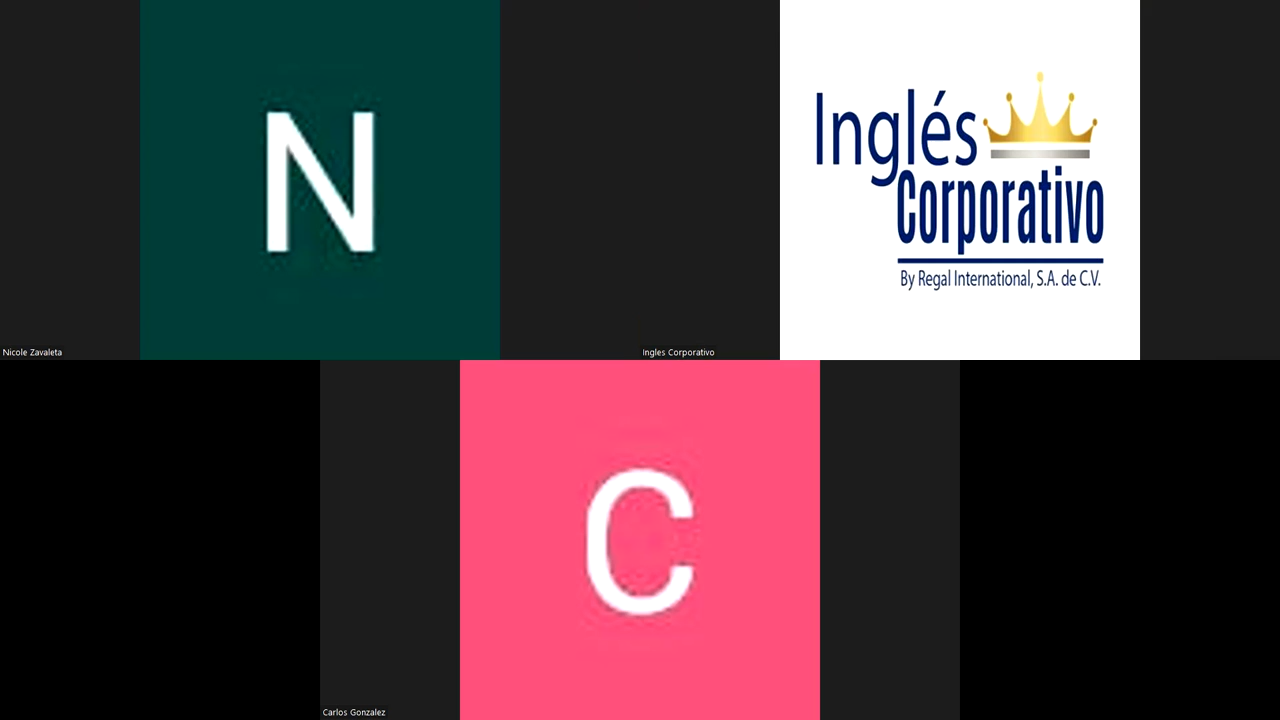 N
Nicole Zavaleta
Inglés
Corporativo
By Regal International, S.A. de C.V.
Ingles Corporativo
C
Carlos Gonzalez